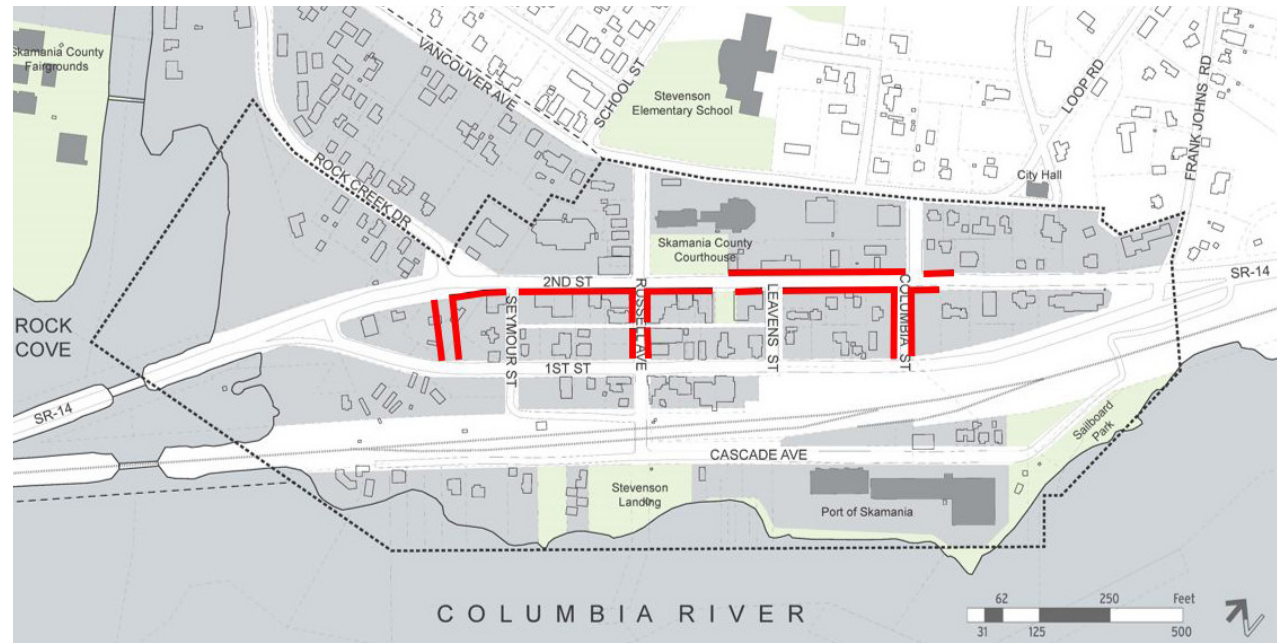 Skamania County
Fairgrounds
VANCOUVER AVE
SCHOOL ST
Stevenson
Elementary School
LOOP RD
FRANK JOHNS RD
City Hall
ROCK CREEK DR
Skamania County
Courthouse
2ND ST
SR-14
ROCK
COVE
SEYMOUR ST
RUSSELL AVE
LEAVENS ST
COLUMBIA ST
1ST ST
SR-14
CASCADE AVE
Sailboard
Park
Stevenson
Landing
Port of Skamania
COLUMBIA RIVER
62 250 Feet
31 125 500